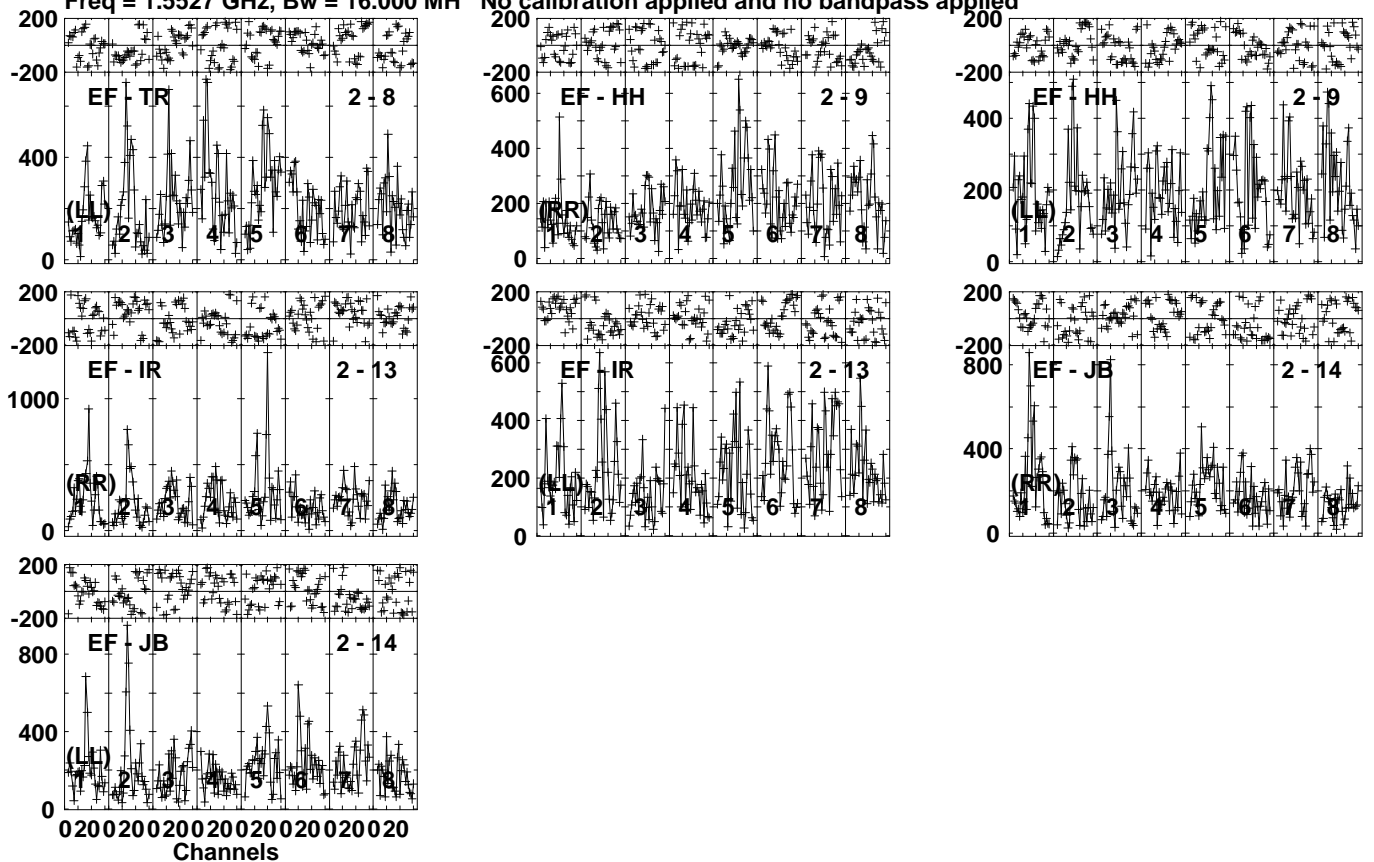 Freq = 1.5527 GHz, Bw = 16.000 MH No calibration applied and no bandpass applied
200
-200
EF - TR 2 - 8
400
(LL)
1 2 3 4 5 6 7 8
0
200
-200
600
EF - HH 2 - 9
400
200
(RR)
1 2 3 4 5 6 7 8
0
200
-200
EF - HH 2 - 9
400
200
(LL)
1 2 3 4 5 6 7 8
0
200
-200
EF - IR 2 - 13
1000
(RR)
1 2 3 4 5 6 7 8
0
200
-200
600
EF - IR 2 - 13
400
200
(LL)
1 2 3 4 5 6 7 8
0
200
-200
800
EF - JB 2 - 14
400
(RR)
1 2 3 4 5 6 7 8
0
200
-200
EF - JB 2 - 14
800
400
(LL)
1 2 3 4 5 6 7 8
0
0 20 0 20 0 20 0 20 0 20 0 20 0 20 0 20
Channels